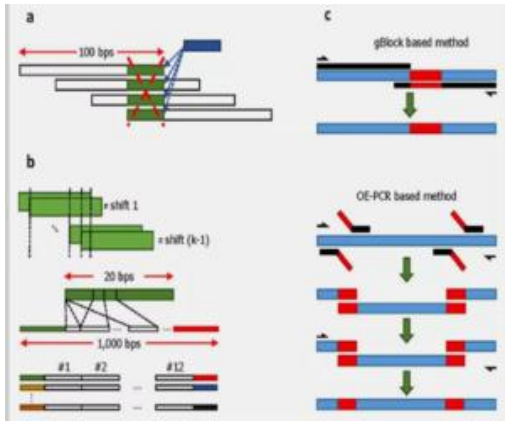 a
100 bps
b
= shift 1
= shift (k-1)
20 bps
...
...
1,000 bps
#1 #2 #12
...
...
c
gBlock based method
OE-PCR based method